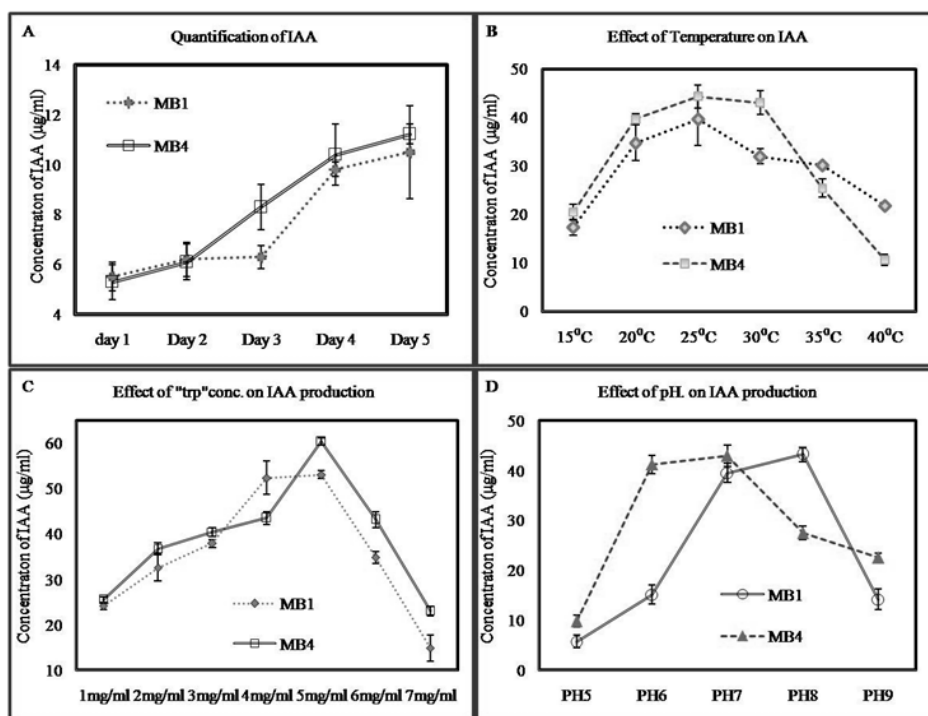 A
Quantification of IAA
Concentraton of IAA (µg/ml)
14
12
10
8
6
4
MB1
MB4
day 1 Day 2 Day 3 Day 4 Day 5
B
Effect of Temperature on IAA
Concentraton of IAA (µg/ml)
50
40
30
20
10
0
MB1
MB4
15⁰C 20⁰C 25⁰C 30⁰C 35⁰C 40⁰C
C
Effect of "trp"conc. on IAA production
Concentraton of IAA (µg/ml)
60
50
40
30
20
10
MB1
MB4
1mg/ml 2mg/ml 3mg/ml 4mg/ml 5mg/ml 6mg/ml 7mg/ml
D
Effect of pH. on IAA production
Concentraton of IAA (µg/ml)
50
40
30
20
10
0
MB1
MB4
PH5 PH6 PH7 PH8 PH9